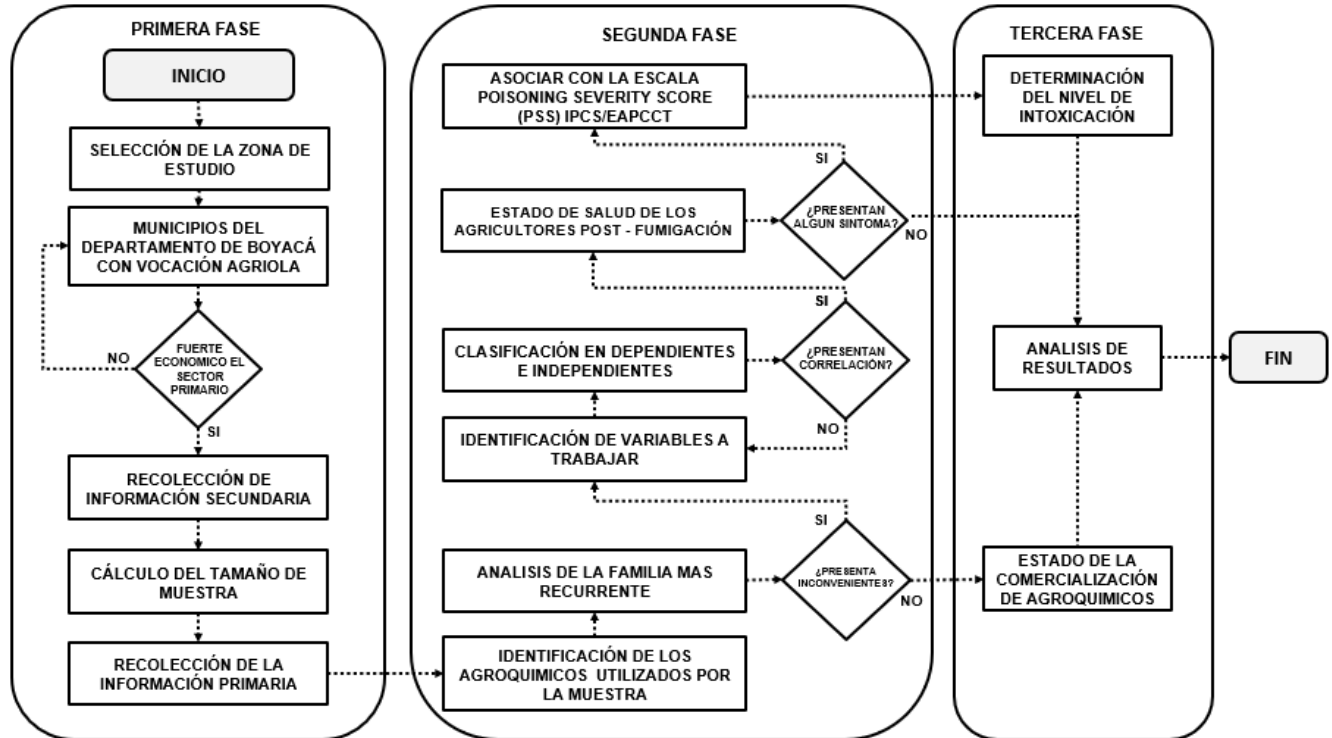 PRIMERA FASE
INICIO
SELECCIÓN DE LA ZONA DE
ESTUDIO
MUNICIPIOS DEL
DEPARTAMENTO DE BOYACÁ
CON VOCACIÓN AGRIOLA
NO
FUERTE
ECONOMICO EL
SECTOR
PRIMARIO
SI
RECOLECCIÓN DE
INFORMACIÓN SECUNDARIA
CÁLCULO DEL TAMAÑO DE
MUESTRA
RECOLECCIÓN DE LA
INFORMACIÓN PRIMARIA
SEGUNDA FASE
ASOCIAR CON LA ESCALA
POISONING SEVERITY SCORE
(PSS) IPCS/EAPCCT
SI
ESTADO DE SALUD DE LOS
AGRICULTORES POST - FUMIGACIÓN
¿PRESENTAN
ALGUN SINTOMA?
NO
SI
CLASIFICACIÓN EN DEPENDIENTES
E INDEPENDIENTES
¿PRESENTAN
CORRELACIÓN?
NO
IDENTIFICACIÓN DE VARIABLES A
TRABAJAR
SI
ANALISIS DE LA FAMILIA MAS
RECURRENTE
¿PRESENTA
INCONVENIENTES?
NO
IDENTIFICACIÓN DE LOS
AGROQUIMICOS UTILIZADOS POR
LA MUESTRA
TERCERA FASE
DETERMINACIÓN
DEL NIVEL DE
INTOXICACIÓN
ANALISIS DE
RESULTADOS
ESTADO DE LA
COMERCIALIZACIÓN
DE AGROQUIMICOS
FIN